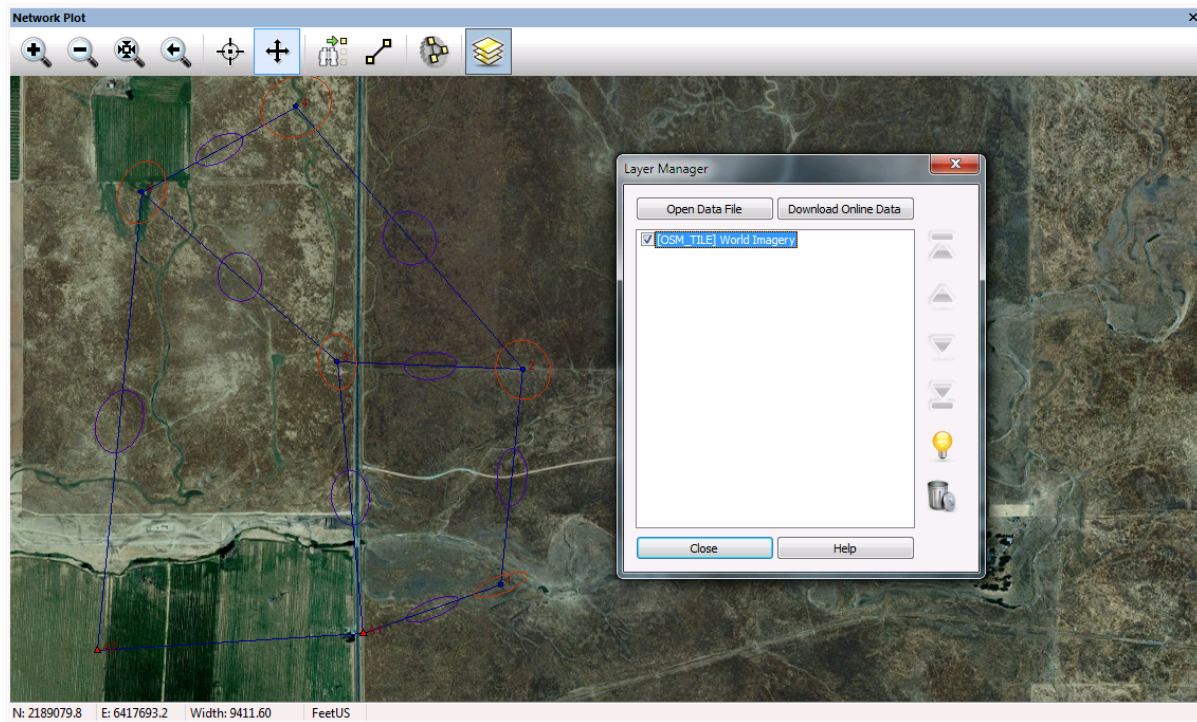 Network Plot
Layer Manager
Open Data File
Download Online Data
[OSM_TILE] World Imagery
Close
Help
N: 2189079.8
E: 6417693.2
Width: 9411.60
FeetUS